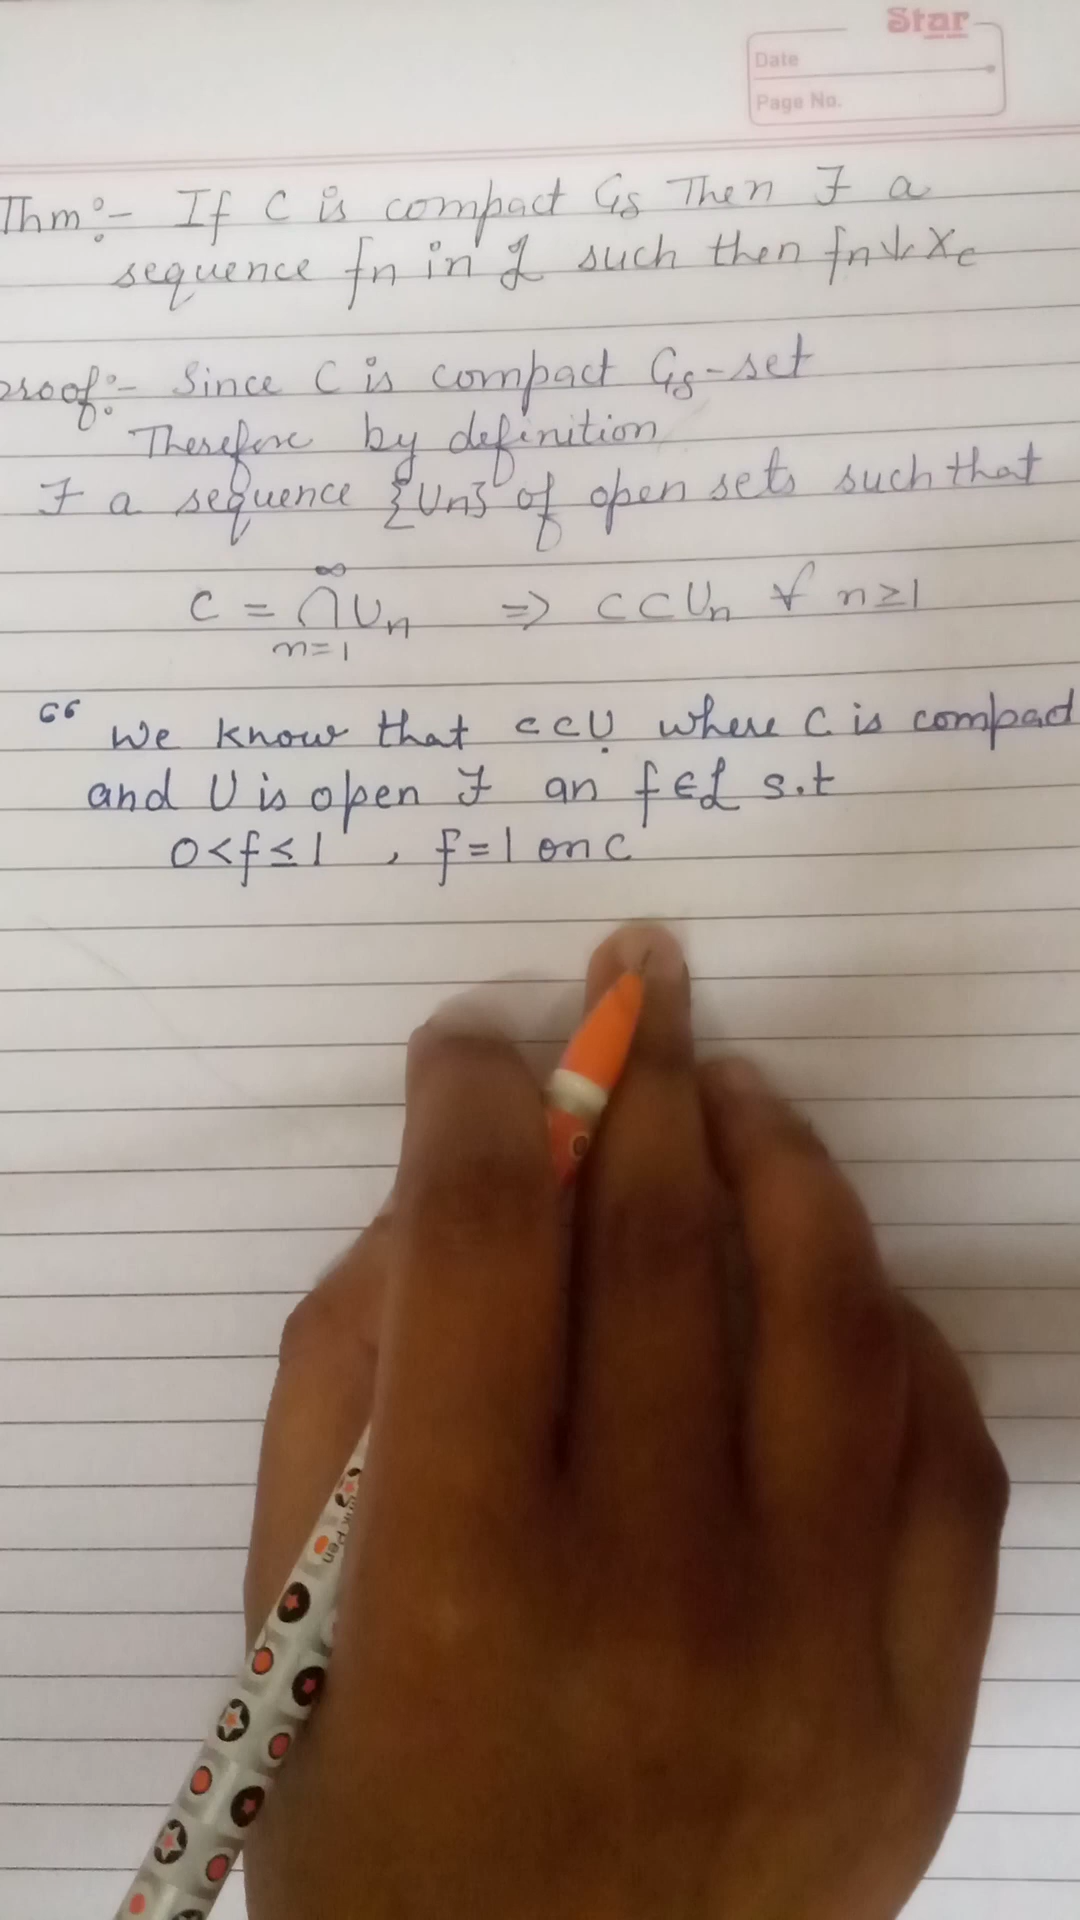 Star
Date
Page No.
Thm:- If C is compact Gδ Then ∃ a
sequence fn in ℒ such then fn↓χc
proof:- Since C is compact Gδ-set
Therefore by definition
∃ a sequence {Un} of open sets such that
C = ∞⋂n=1 Un ⇒ C⊂Un ∀ n≥1
“ We know that C⊂U where C is compact
and U is open ∃ an f∈ℒ s.t
0<f≤1 , f=1 on C
Pen